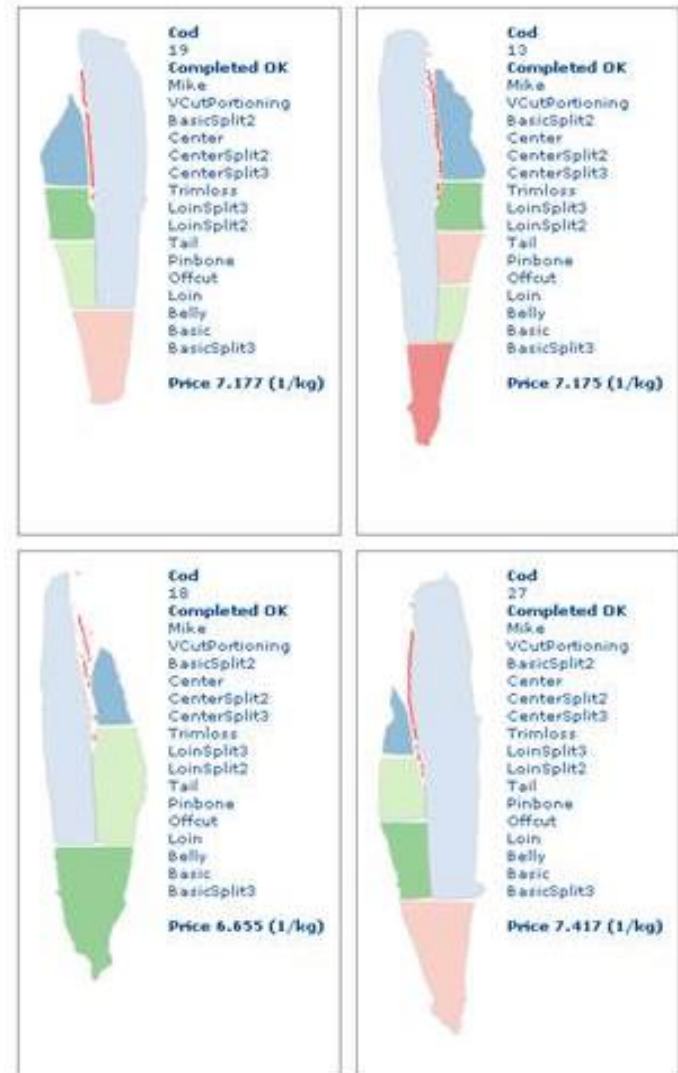 Cod
19
Completed OK
Mike
VCutPortioning
BasicSplit2
Center
CenterSplit2
CenterSplit3
Trimloss
LoinSplit3
LoinSplit2
Tail
Pinbone
Offcut
Loin
Belly
Basic
BasicSplit3
Price 7.177 (1/kg)
Cod
13
Completed OK
Mike
VCutPortioning
BasicSplit2
Center
CenterSplit2
CenterSplit3
Trimloss
LoinSplit3
LoinSplit2
Tail
Pinbone
Offcut
Loin
Belly
Basic
BasicSplit3
Price 7.175 (1/kg)
Cod
18
Completed OK
Mike
VCutPortioning
BasicSplit2
Center
CenterSplit2
CenterSplit3
Trimloss
LoinSplit3
LoinSplit2
Tail
Pinbone
Offcut
Loin
Belly
Basic
BasicSplit3
Price 6.655 (1/kg)
Cod
27
Completed OK
Mike
VCutPortioning
BasicSplit2
Center
CenterSplit2
CenterSplit3
Trimloss
LoinSplit3
LoinSplit2
Tail
Pinbone
Offcut
Loin
Belly
Basic
BasicSplit3
Price 7.417 (1/kg)